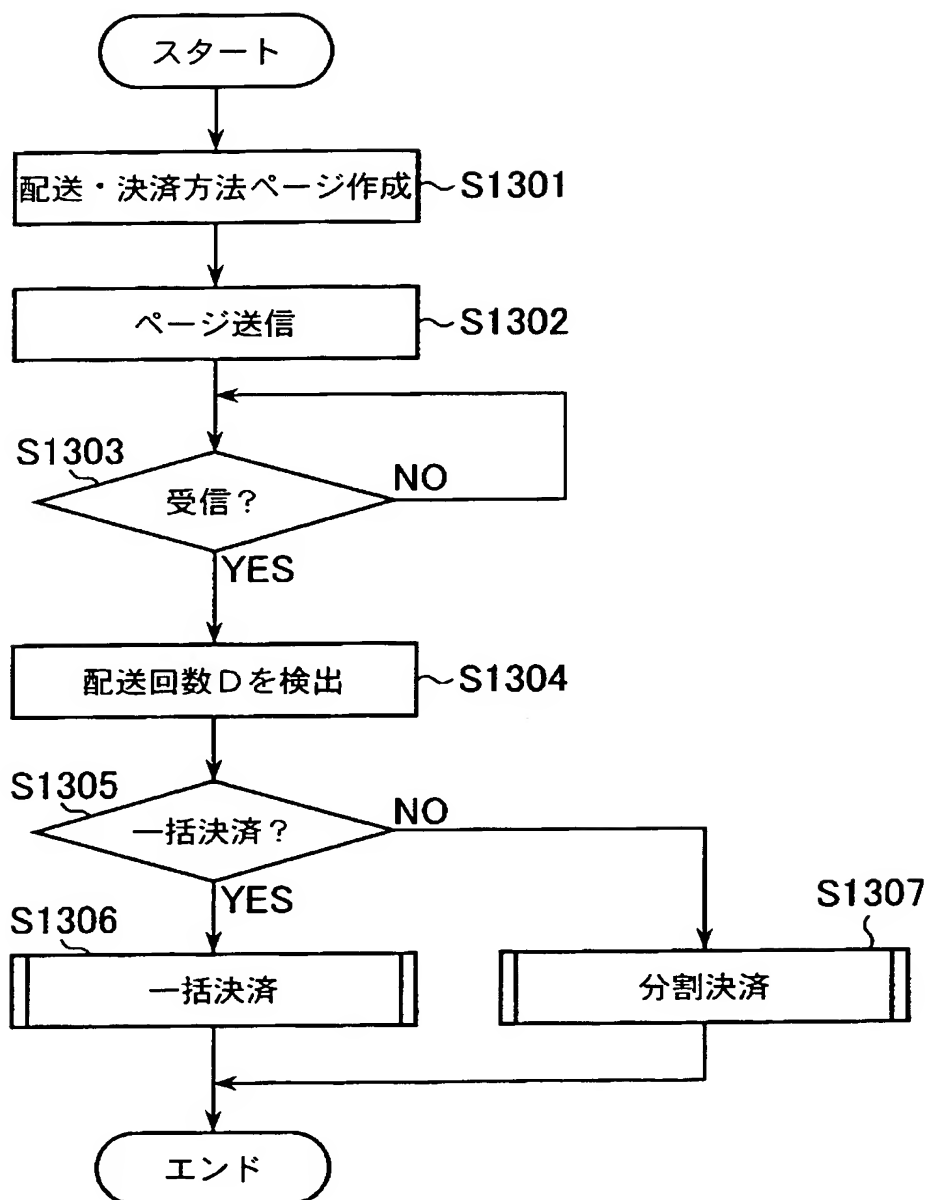 スタート
配送・決済方法ページ作成
S1301
ページ送信
S1302
S1303
受信？
NO
YES
配送回数Dを検出
S1304
S1305
一括決済？
NO
YES
S1306
一括決済
S1307
分割決済
エンド